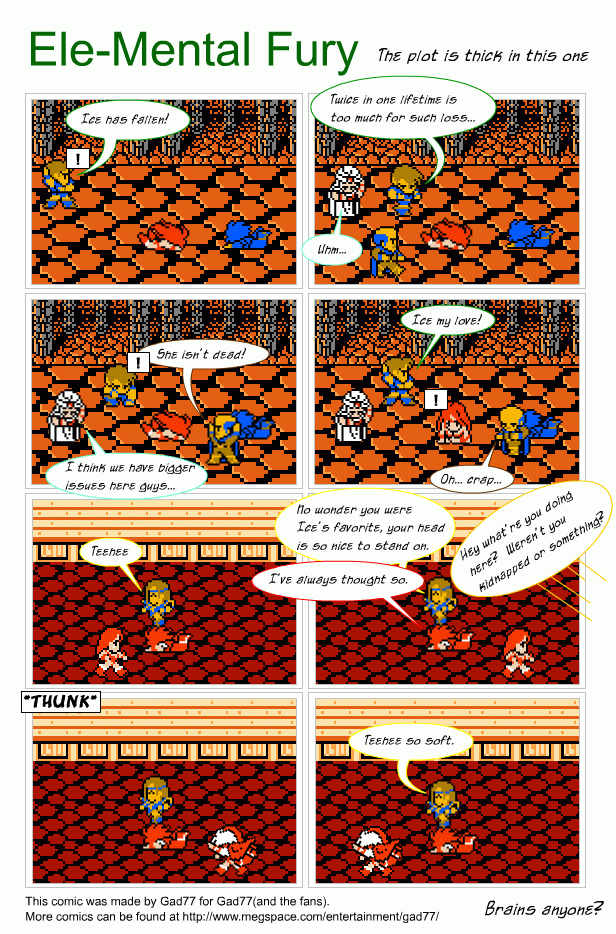 Ele-Mental Fury
The plot is thick in this one
Ice has fallen!
!
Twice in one lifetime is
too much for such loss...
Uhm...
She isn't dead!
!
I think we have bigger
issues here guys...
Ice my love!
!
Oh... crap...
Teehee
No wonder you were
Ice's favorite, your head
is so nice to stand on.
I've always thought so.
Hey what're you doing
here? Weren't you
kidnapped or something?
*THUNK*
Teehee so soft.
This comic was made by Gad77 for Gad77(and the fans).
More comics can be found at http://www.megspace.com/entertainment/gad77/
Brains anyone?